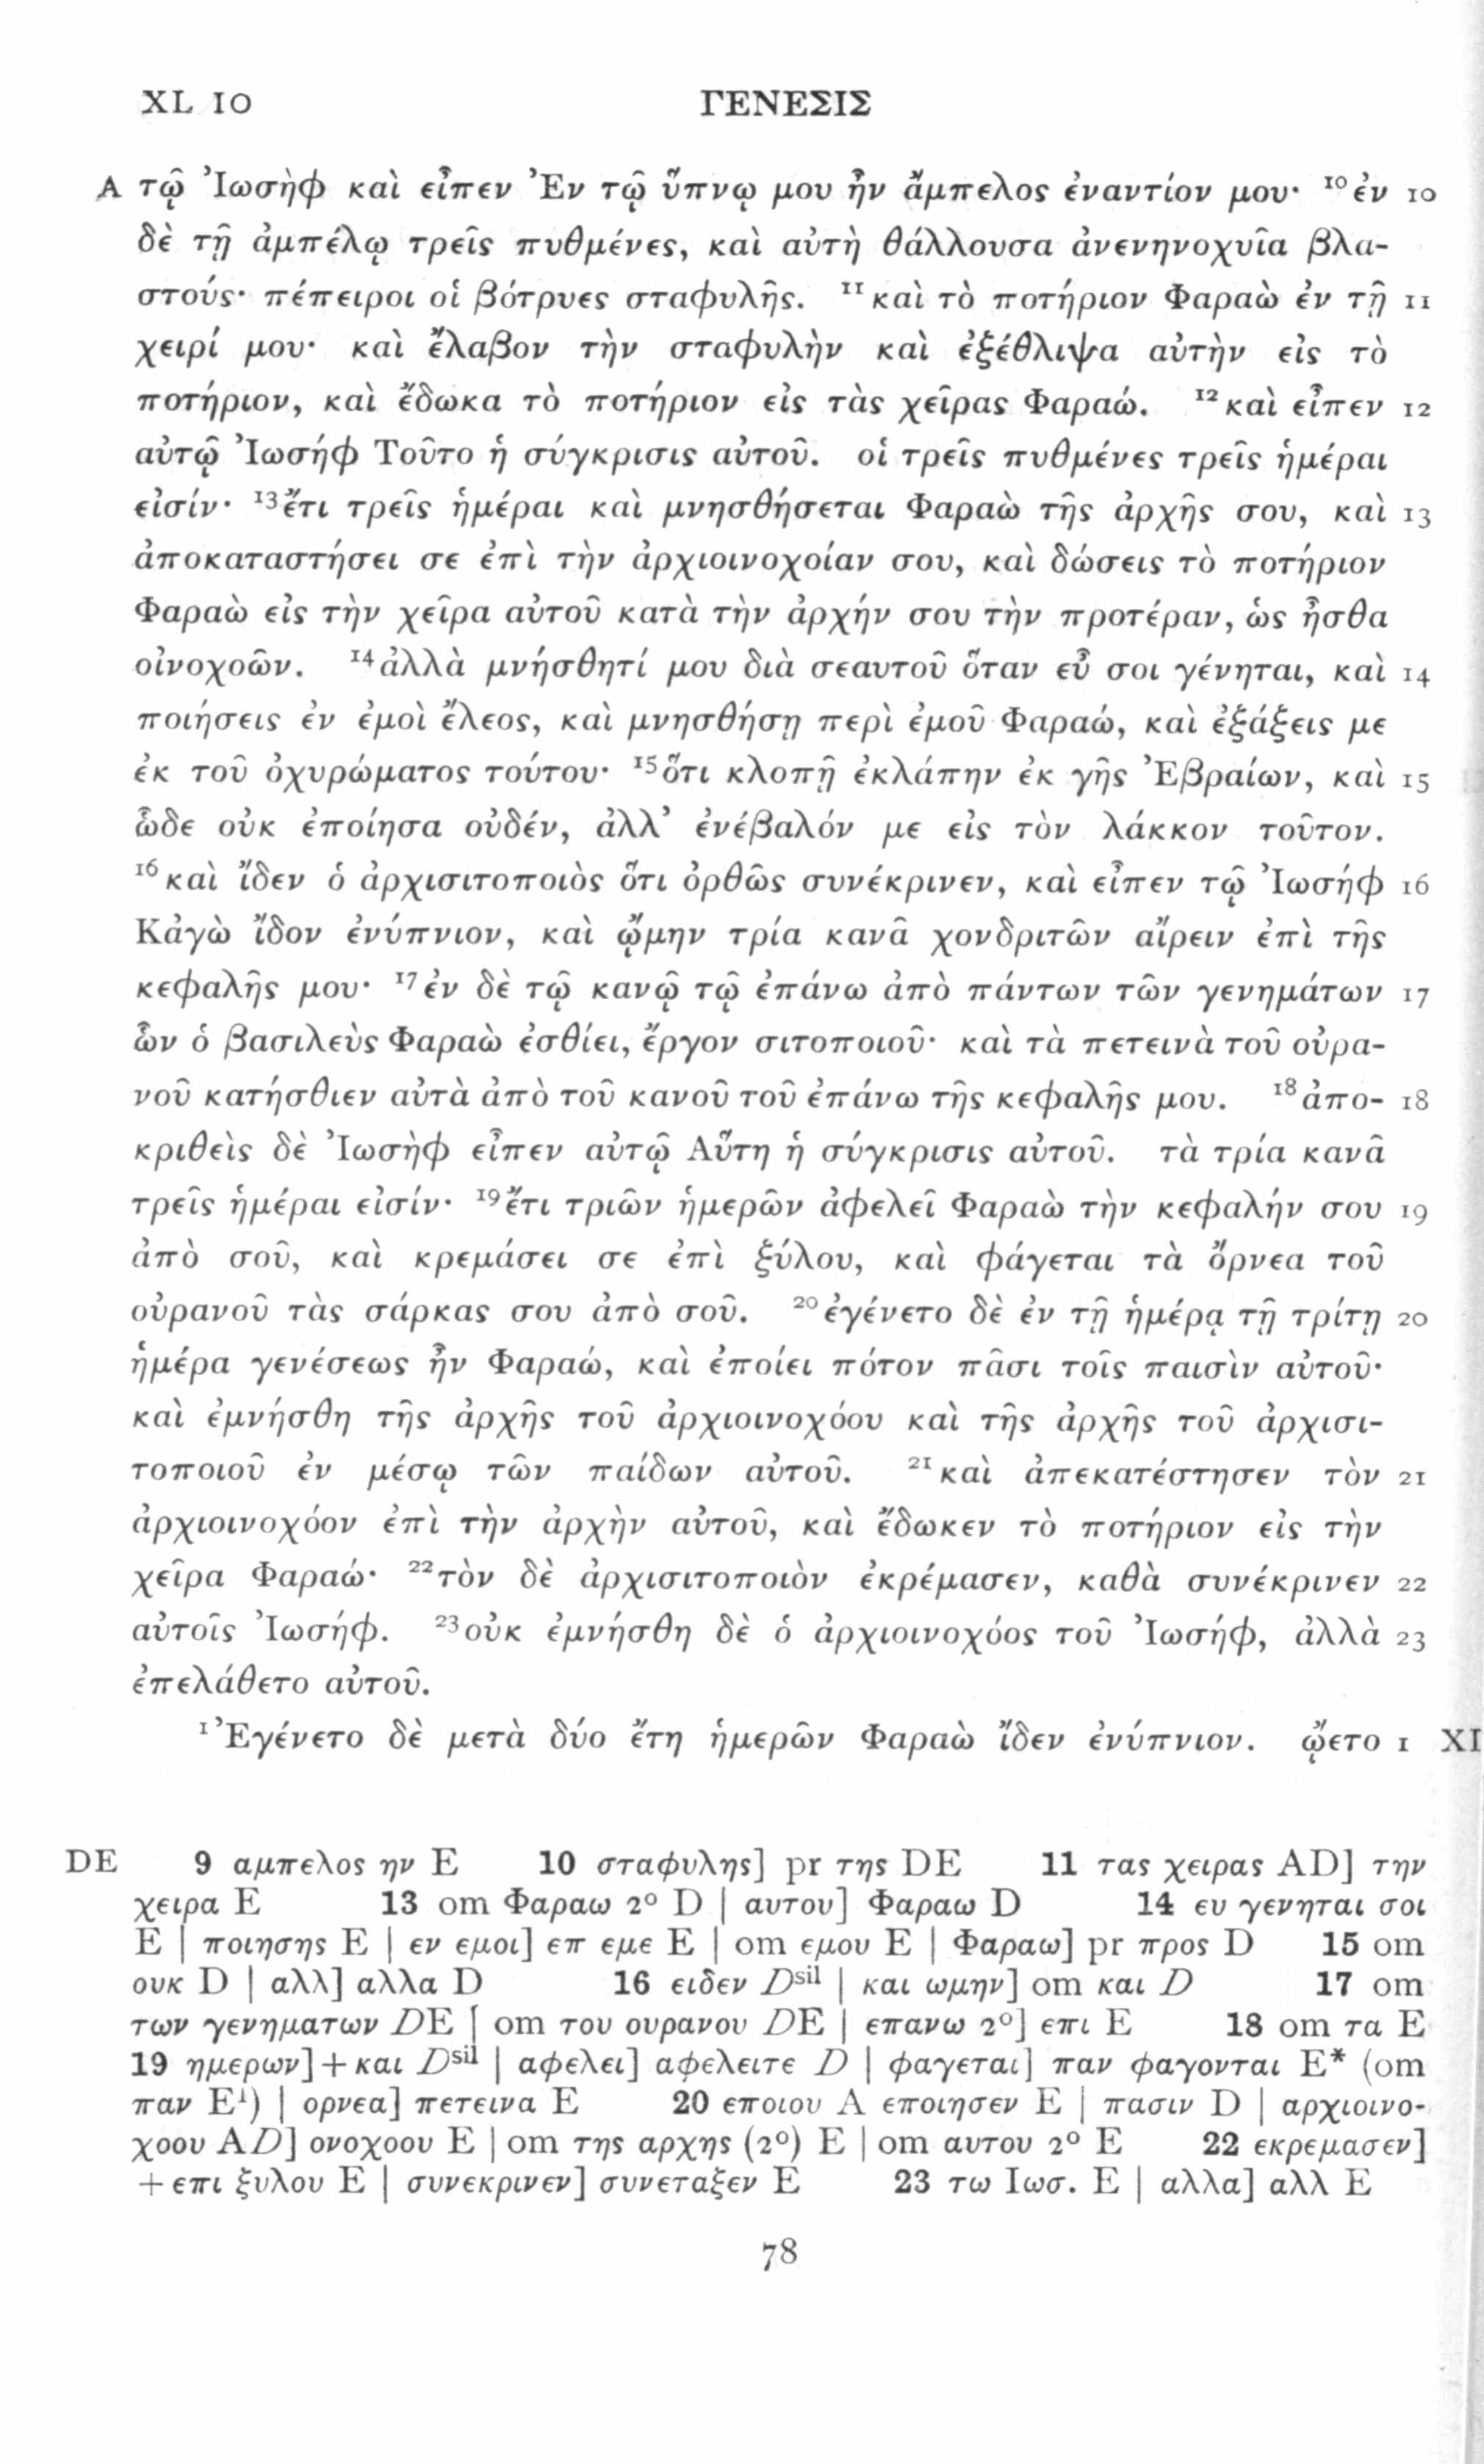 XL 10 ΓΕΝΕΣΙΣ
A τῷ Ἰωσὴφ καὶ εἶπεν Ἐν τῷ ὕπνῳ μου ἦν ἄμπελος ἐναντίον μου· ¹⁰ἐν 10
δὲ τῇ ἀμπέλῳ τρεῖς πυθμένες, καὶ αὐτὴ θάλλουσα ἀνενηνοχυῖα βλα-
στούς· πέπειροι οἱ βότρυες σταφυλῆς. ¹¹καὶ τὸ ποτήριον Φαραὼ ἐν τῇ 11
χειρί μου· καὶ ἔλαβον τὴν σταφυλὴν καὶ ἐξέθλιψα αὐτὴν εἰς τὸ
ποτήριον, καὶ ἔδωκα τὸ ποτήριον εἰς τὰς χεῖρας Φαραώ. ¹²καὶ εἶπεν 12
αὐτῷ Ἰωσήφ Τοῦτο ἡ σύγκρισις αὐτοῦ. οἱ τρεῖς πυθμένες τρεῖς ἡμέραι
εἰσίν· ¹³ἔτι τρεῖς ἡμέραι καὶ μνησθήσεται Φαραὼ τῆς ἀρχῆς σου, καὶ 13
ἀποκαταστήσει σε ἐπὶ τὴν ἀρχιοινοχοίαν σου, καὶ δώσεις τὸ ποτήριον
Φαραὼ εἰς τὴν χεῖρα αὐτοῦ κατὰ τὴν ἀρχήν σου τὴν προτέραν, ὡς ἦσθα
οἰνοχοῶν. ¹⁴ἀλλὰ μνήσθητί μου διὰ σεαυτοῦ ὅταν εὖ σοι γένηται, καὶ 14
ποιήσεις ἐν ἐμοὶ ἔλεος, καὶ μνησθήσῃ περὶ ἐμοῦ Φαραώ, καὶ ἐξάξεις με
ἐκ τοῦ ὀχυρώματος τούτου· ¹⁵ὅτι κλοπῇ ἐκλάπην ἐκ γῆς Ἐβραίων, καὶ 15
ὧδε οὐκ ἐποίησα οὐδέν, ἀλλ’ ἐνέβαλόν με εἰς τὸν λάκκον τοῦτον.
¹⁶καὶ ἴδεν ὁ ἀρχισιτοποιὸς ὅτι ὀρθῶς συνέκρινεν, καὶ εἶπεν τῷ Ἰωσήφ 16
Κἀγὼ ἴδον ἐνύπνιον, καὶ ᾤμην τρία κανᾶ χονδριτῶν αἴρειν ἐπὶ τῆς
κεφαλῆς μου· ¹⁷ἐν δὲ τῷ κανῷ τῷ ἐπάνω ἀπὸ πάντων τῶν γενημάτων 17
ὧν ὁ βασιλεὺς Φαραὼ ἐσθίει, ἔργον σιτοποιοῦ· καὶ τὰ πετεινὰ τοῦ οὐρα-
νοῦ κατήσθιεν αὐτὰ ἀπὸ τοῦ κανοῦ τοῦ ἐπάνω τῆς κεφαλῆς μου. ¹⁸ἀπο- 18
κριθεὶς δὲ Ἰωσὴφ εἶπεν αὐτῷ Αὕτη ἡ σύγκρισις αὐτοῦ. τὰ τρία κανᾶ
τρεῖς ἡμέραι εἰσίν· ¹⁹ἔτι τριῶν ἡμερῶν ἀφελεῖ Φαραὼ τὴν κεφαλήν σου 19
ἀπὸ σοῦ, καὶ κρεμάσει σε ἐπὶ ξύλου, καὶ φάγεται τὰ ὄρνεα τοῦ
οὐρανοῦ τὰς σάρκας σου ἀπὸ σοῦ. ²⁰ἐγένετο δὲ ἐν τῇ ἡμέρᾳ τῇ τρίτῃ 20
ἡμέρα γενέσεως ἦν Φαραώ, καὶ ἐποίει πότον πᾶσι τοῖς παισὶν αὐτοῦ·
καὶ ἐμνήσθη τῆς ἀρχῆς τοῦ ἀρχιοινοχόου καὶ τῆς ἀρχῆς τοῦ ἀρχισι-
τοποιοῦ ἐν μέσῳ τῶν παίδων αὐτοῦ. ²¹καὶ ἀπεκατέστησεν τὸν 21
ἀρχιοινοχόον ἐπὶ τὴν ἀρχὴν αὐτοῦ, καὶ ἔδωκεν τὸ ποτήριον εἰς τὴν
χεῖρα Φαραώ· ²²τὸν δὲ ἀρχισιτοποιὸν ἐκρέμασεν, καθὰ συνέκρινεν 22
αὐτοῖς Ἰωσήφ. ²³οὐκ ἐμνήσθη δὲ ὁ ἀρχιοινοχόος τοῦ Ἰωσήφ, ἀλλὰ 23
ἐπελάθετο αὐτοῦ.
¹Ἐγένετο δὲ μετὰ δύο ἔτη ἡμερῶν Φαραὼ ἴδεν ἐνύπνιον. ᾤετο 1 XI
DE 9 αμπελος ην E 10 σταφυλης] pr της DE 11 τας χειρας AD] την
χειρα E 13 om Φαραω 2° D | αυτου] Φαραω D 14 ευ γενηται σοι
E | ποιησης E | εν εμοι] επ εμε E | om εμου E | Φαραω] pr προς D 15 om
ουκ D | αλλ] αλλα D 16 ειδεν Dˢⁱˡ | και ωμην] om και D 17 om
των γενηματων DE | om του ουρανου DE | επανω 2°] επι E 18 om τα E
19 ημερων]+και Dˢⁱˡ | αφελει] αφελειτε D | φαγεται] παν φαγονται E* (om
παν E¹) | ορνεα] πετεινα E 20 εποιου A εποιησεν E | πασιν D | αρχιοινο-
χοου AD] ονοχοου E | om της αρχης (2°) E | om αυτου 2° E 22 εκρεμασεν]
+επι ξυλου E | συνεκρινεν] συνεταξεν E 23 τω Ιωσ. E | αλλα] αλλ E
78